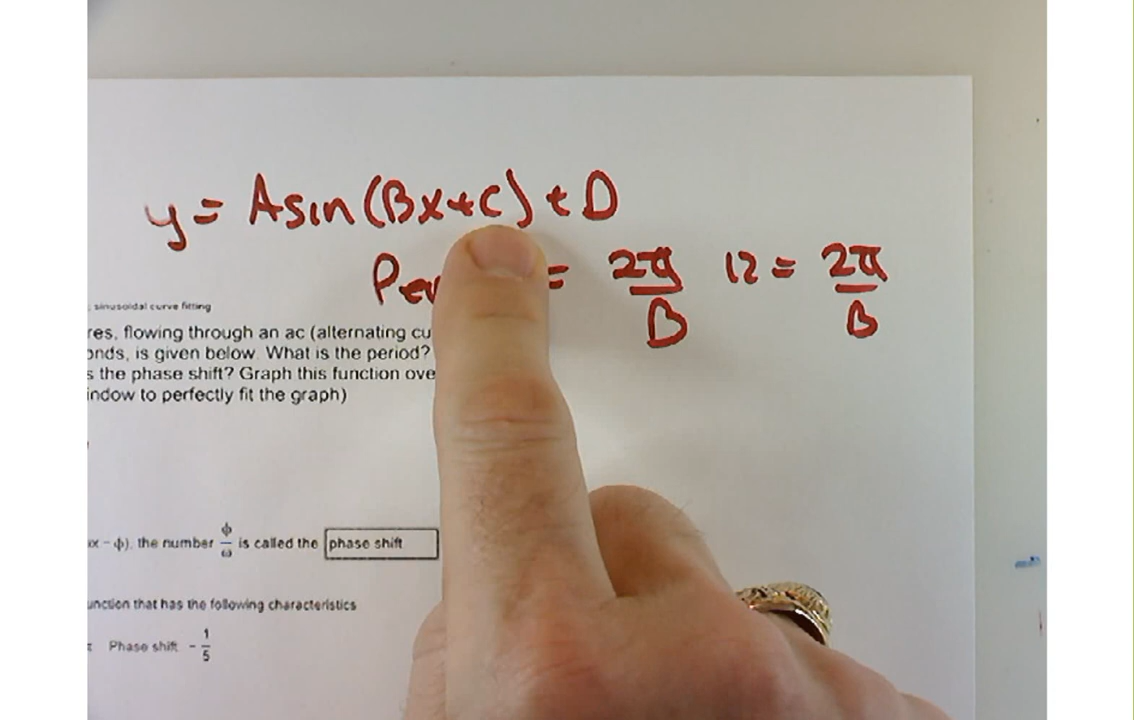 y = A sin (Bx + C) + D
= 2π/B 12 = 2π/B
sinusoidal curve fitting
res, flowing through an ac (alternating cu
onds, is given below. What is the period?
s the phase shift? Graph this function ove
indow to perfectly fit the graph)
x - ϕ), the number ϕ/ω is called the phase shift
unction that has the following characteristics
Phase shift - 1/5